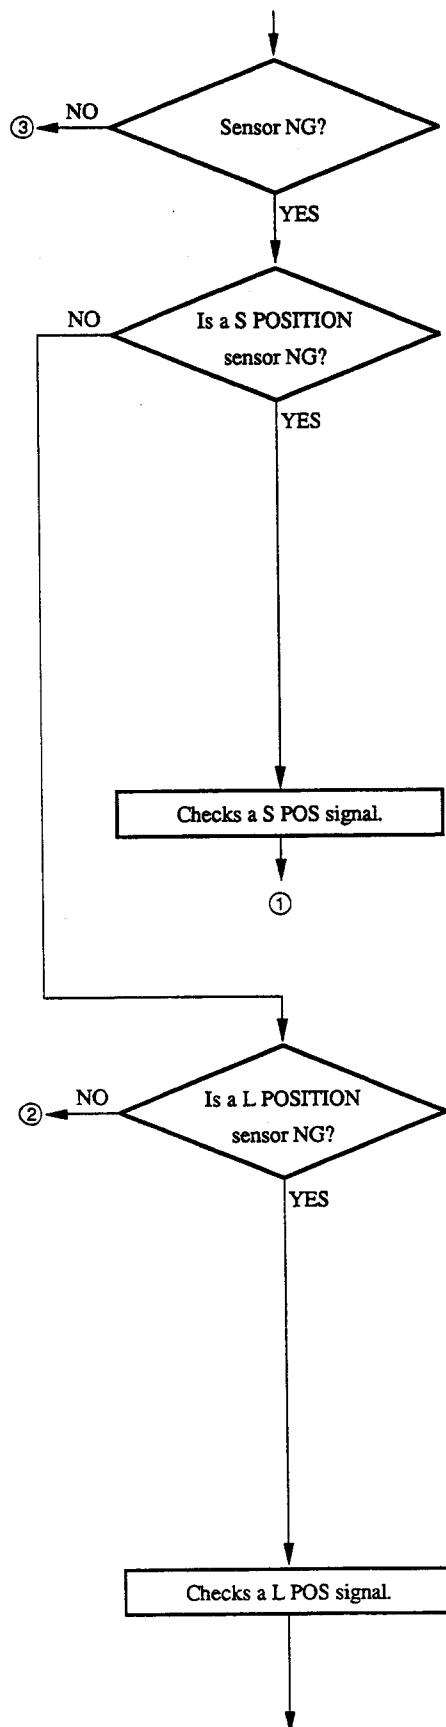 NO
③
Sensor NG?
YES
NO
Is a S POSITION
sensor NG?
YES
Checks a S POS signal.
①
NO
②
Is a L POSITION
sensor NG?
YES
Checks a L POS signal.